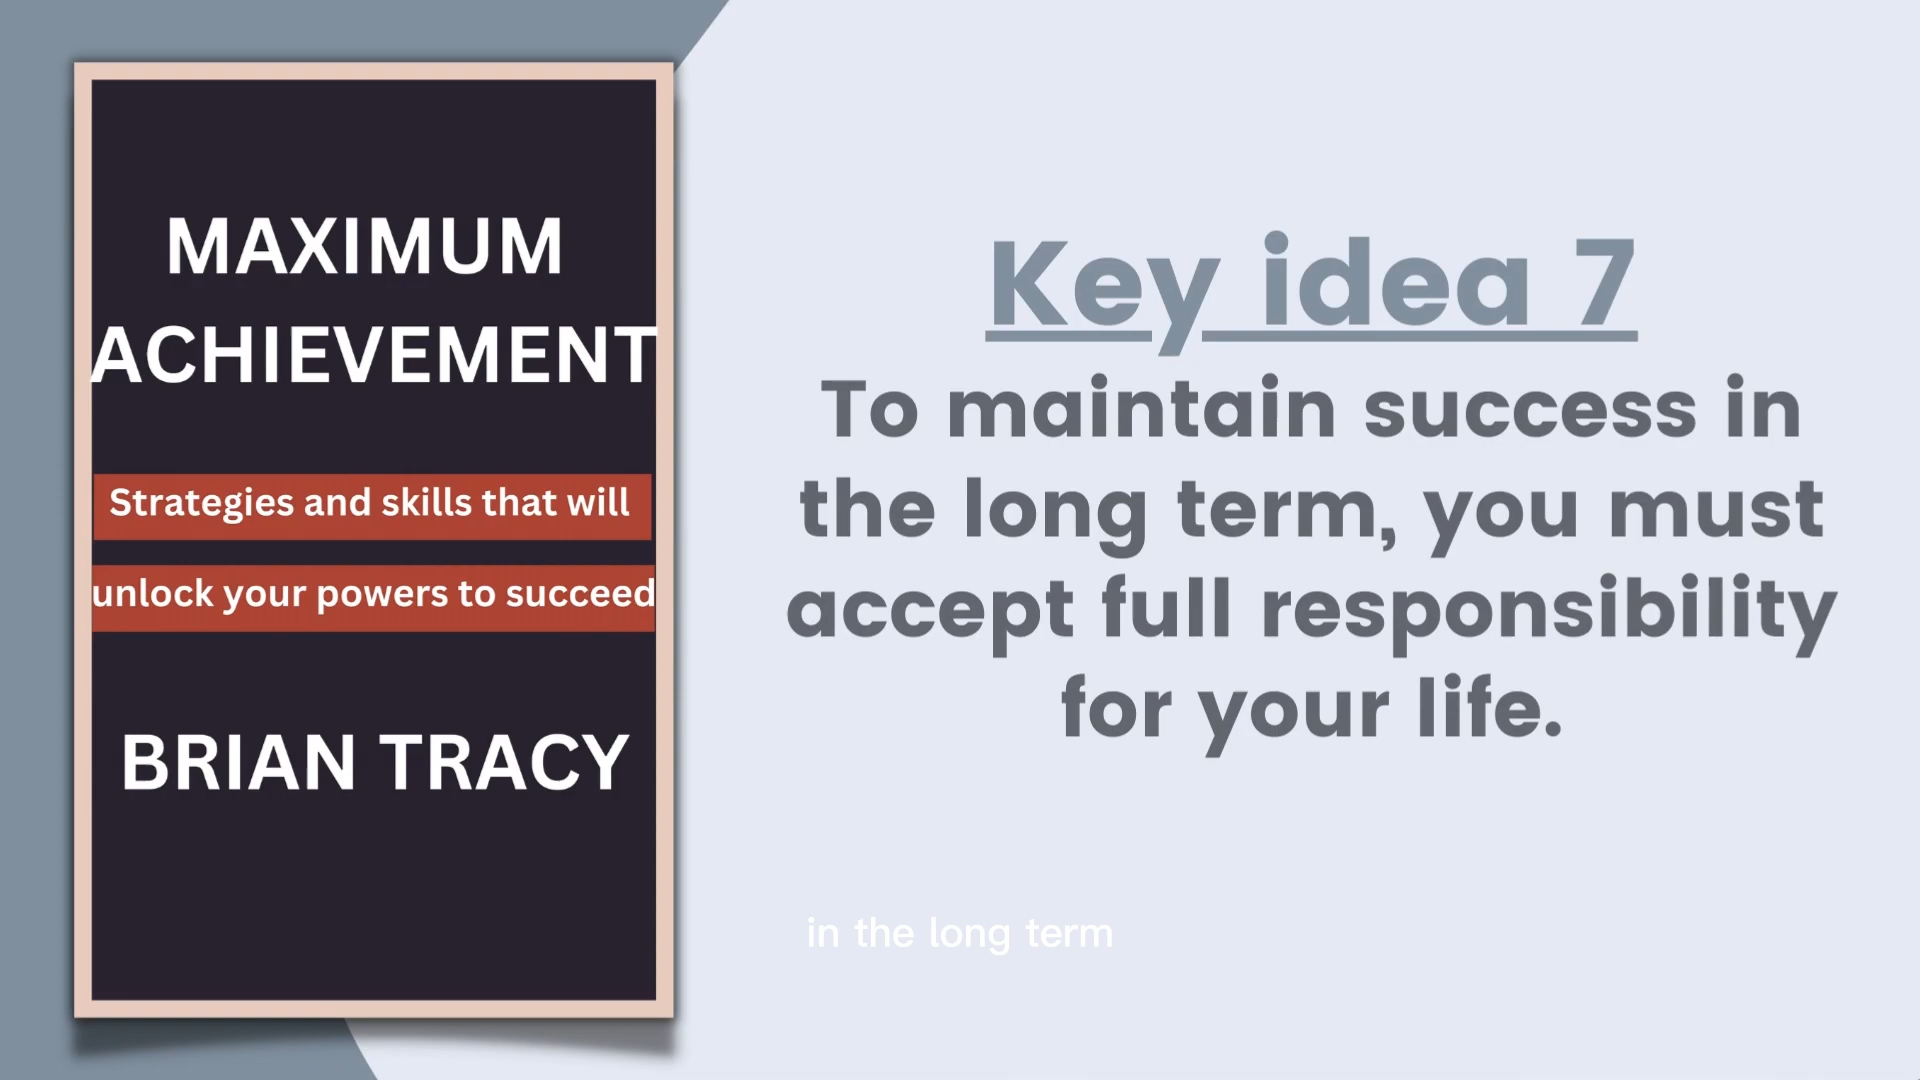 MAXIMUM
ACHIEVEMENT
Strategies and skills that will
unlock your powers to succeed
BRIAN TRACY
Key idea 7
To maintain success in
the long term, you must
accept full responsibility
for your life.
in the long term